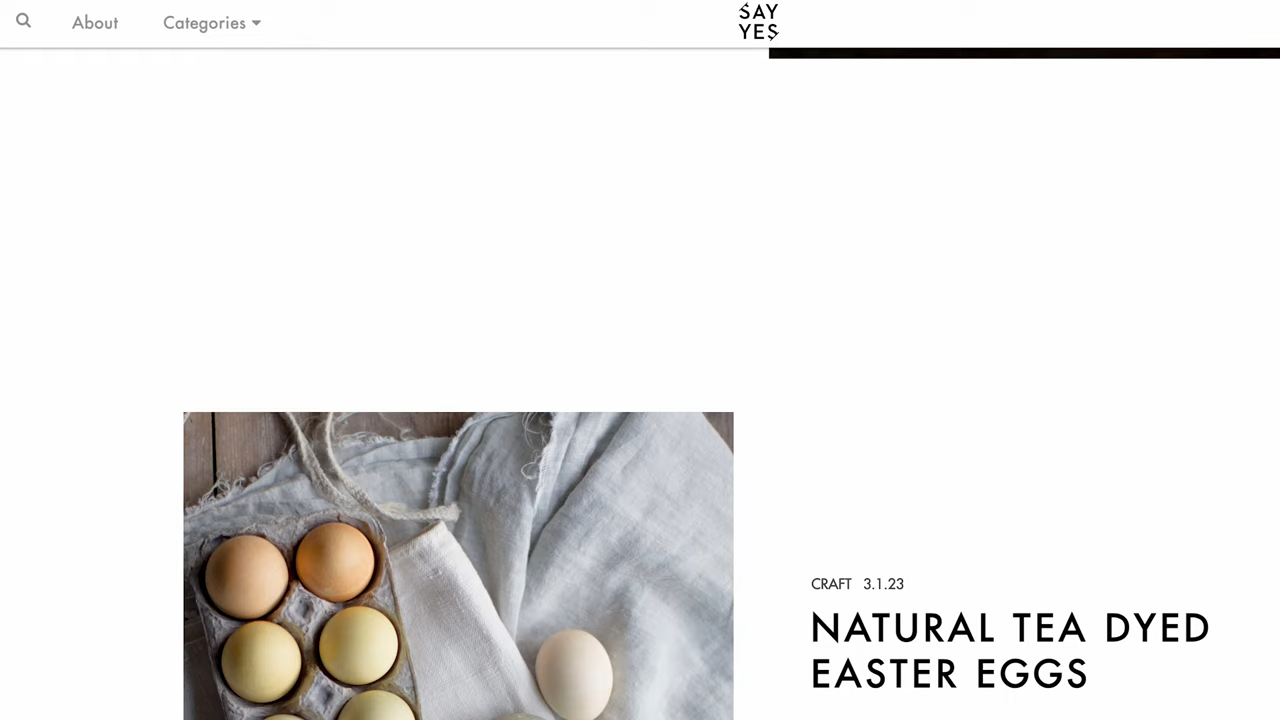 About
Categories
SAY
YES
CRAFT 3.1.23
NATURAL TEA DYED
EASTER EGGS